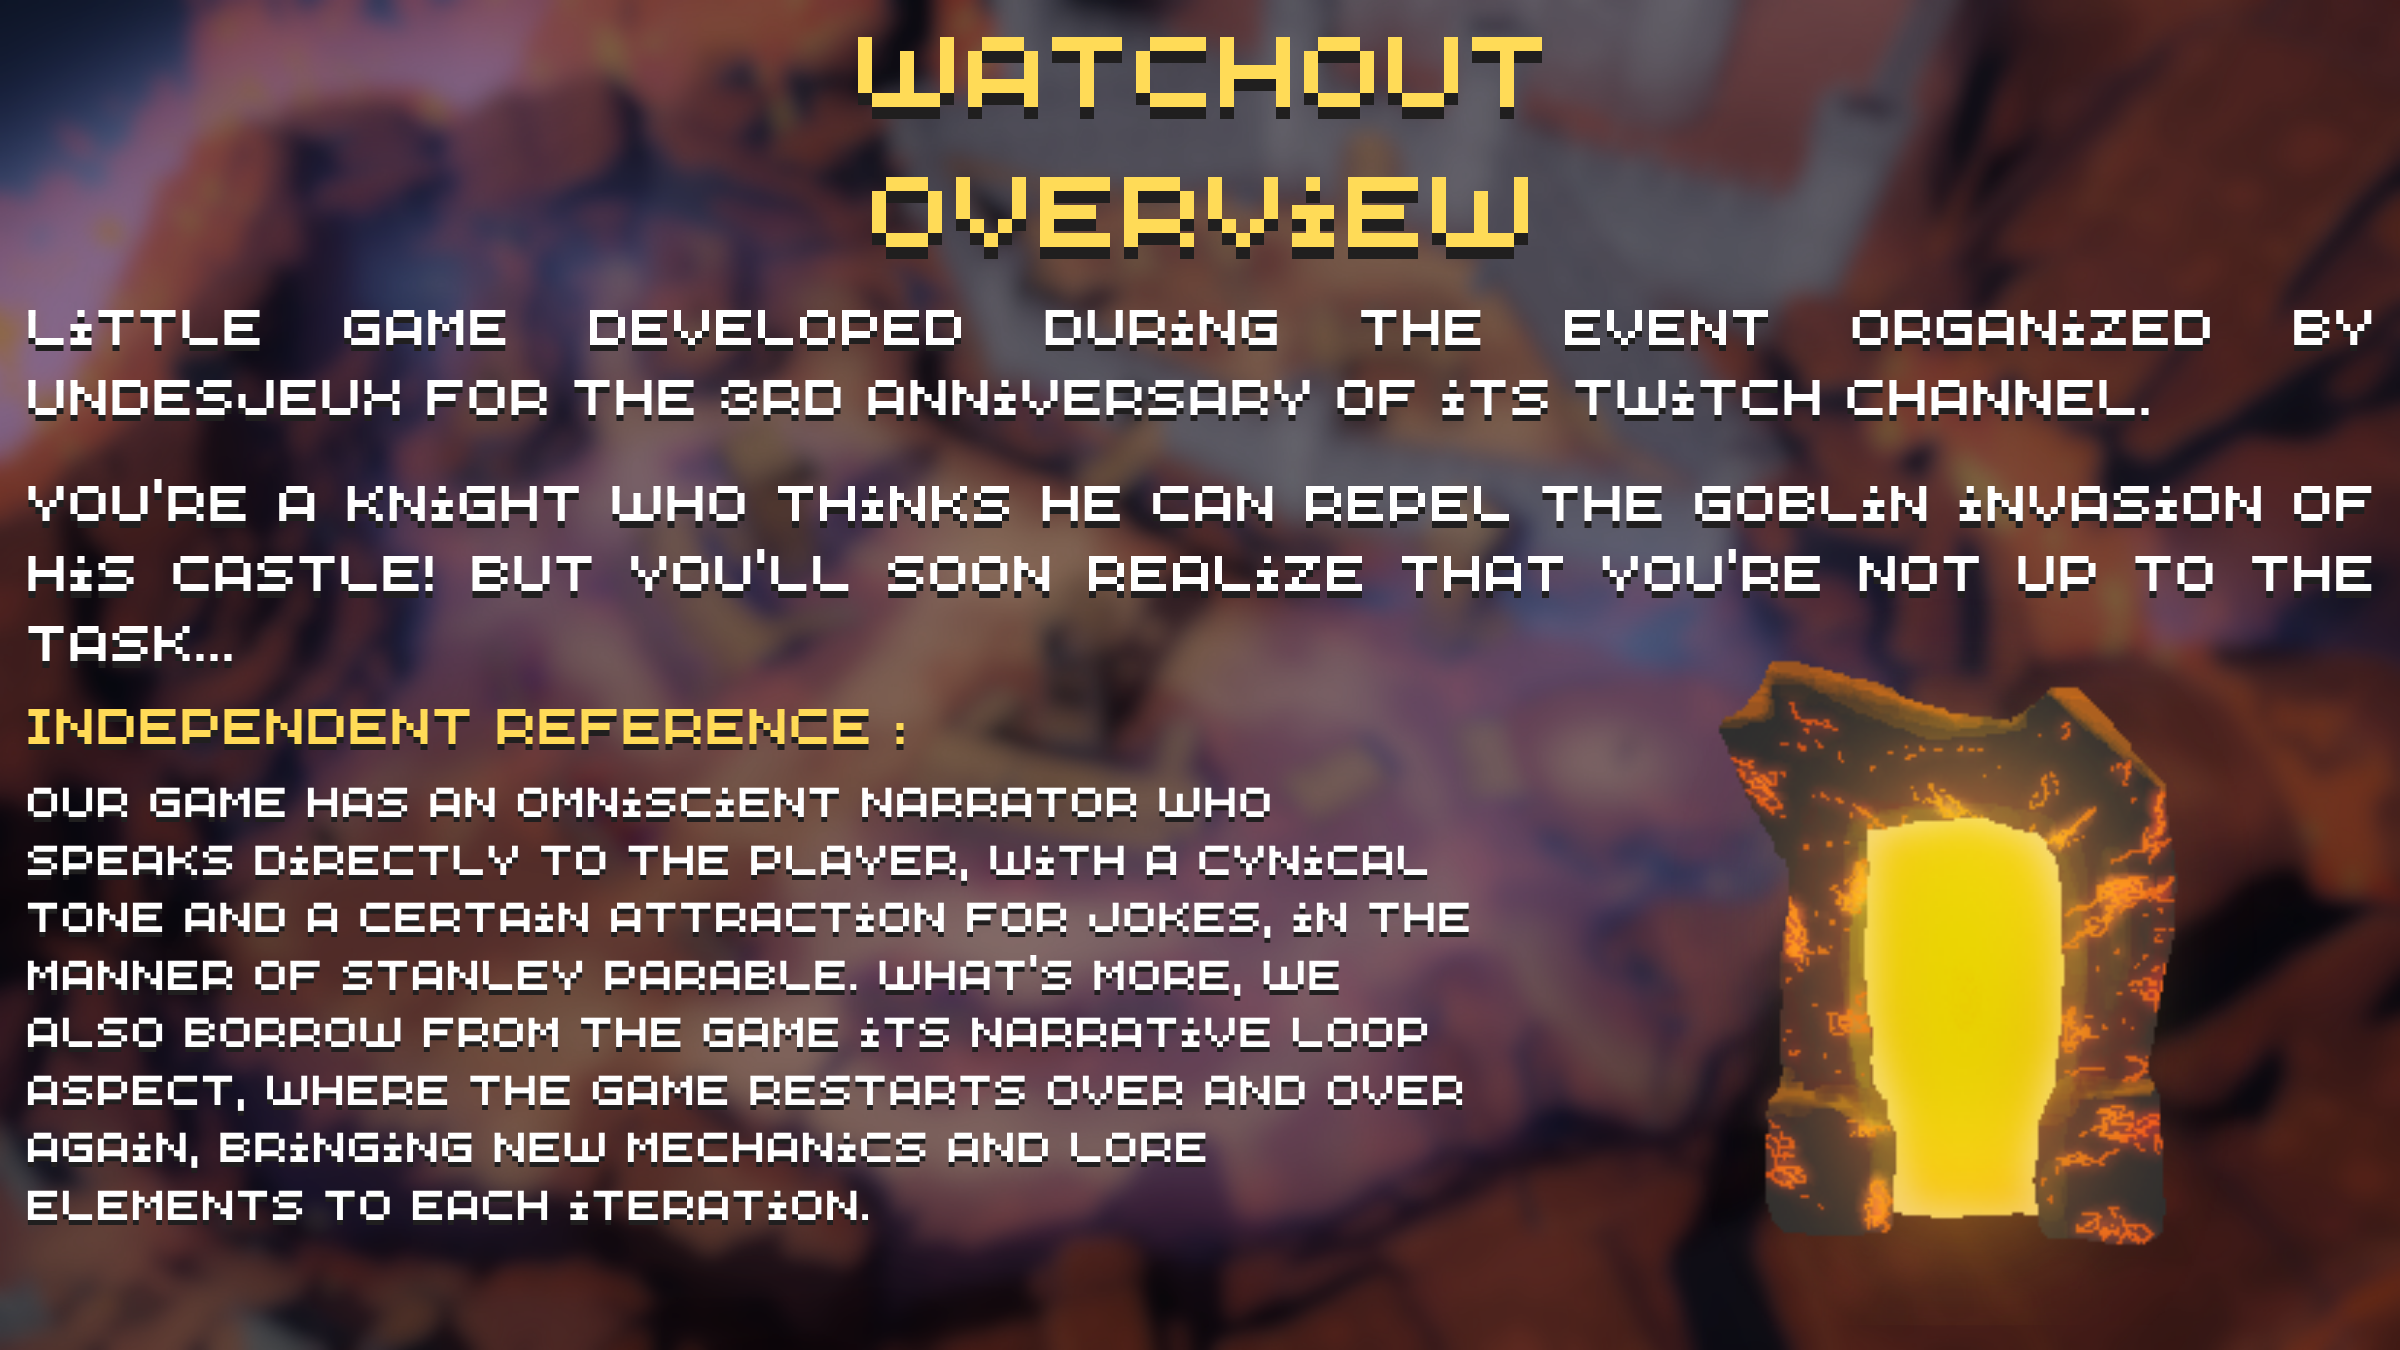 WATCHOUT
OVERViEW
LiTTLE GAME DEVELOPED DURiNG THE EVENT ORGANiZED BY
UNDESJEUX FOR THE 3RD ANNiVERSARY OF iTS TWiTCH CHANNEL.
YOU'RE A KNiGHT WHO THiNKS HE CAN REPEL THE GOBLiN iNVASiON OF
HiS CASTLE! BUT YOU'LL SOON REALiZE THAT YOU'RE NOT UP TO THE
TASK...
INDEPENDENT REFERENCE :
OUR GAME HAS AN OMNiSCiENT NARRATOR WHO
SPEAKS DiRECTLY TO THE PLAYER, WiTH A CYNiCAL
TONE AND A CERTAiN ATTRACTiON FOR JOKES, iN THE
MANNER OF STANLEY PARABLE. WHAT'S MORE, WE
ALSO BORROW FROM THE GAME iTS NARRATiVE LOOP
ASPECT, WHERE THE GAME RESTARTS OVER AND OVER
AGAiN, BRiNGiNG NEW MECHANiCS AND LORE
ELEMENTS TO EACH iTERATiON.